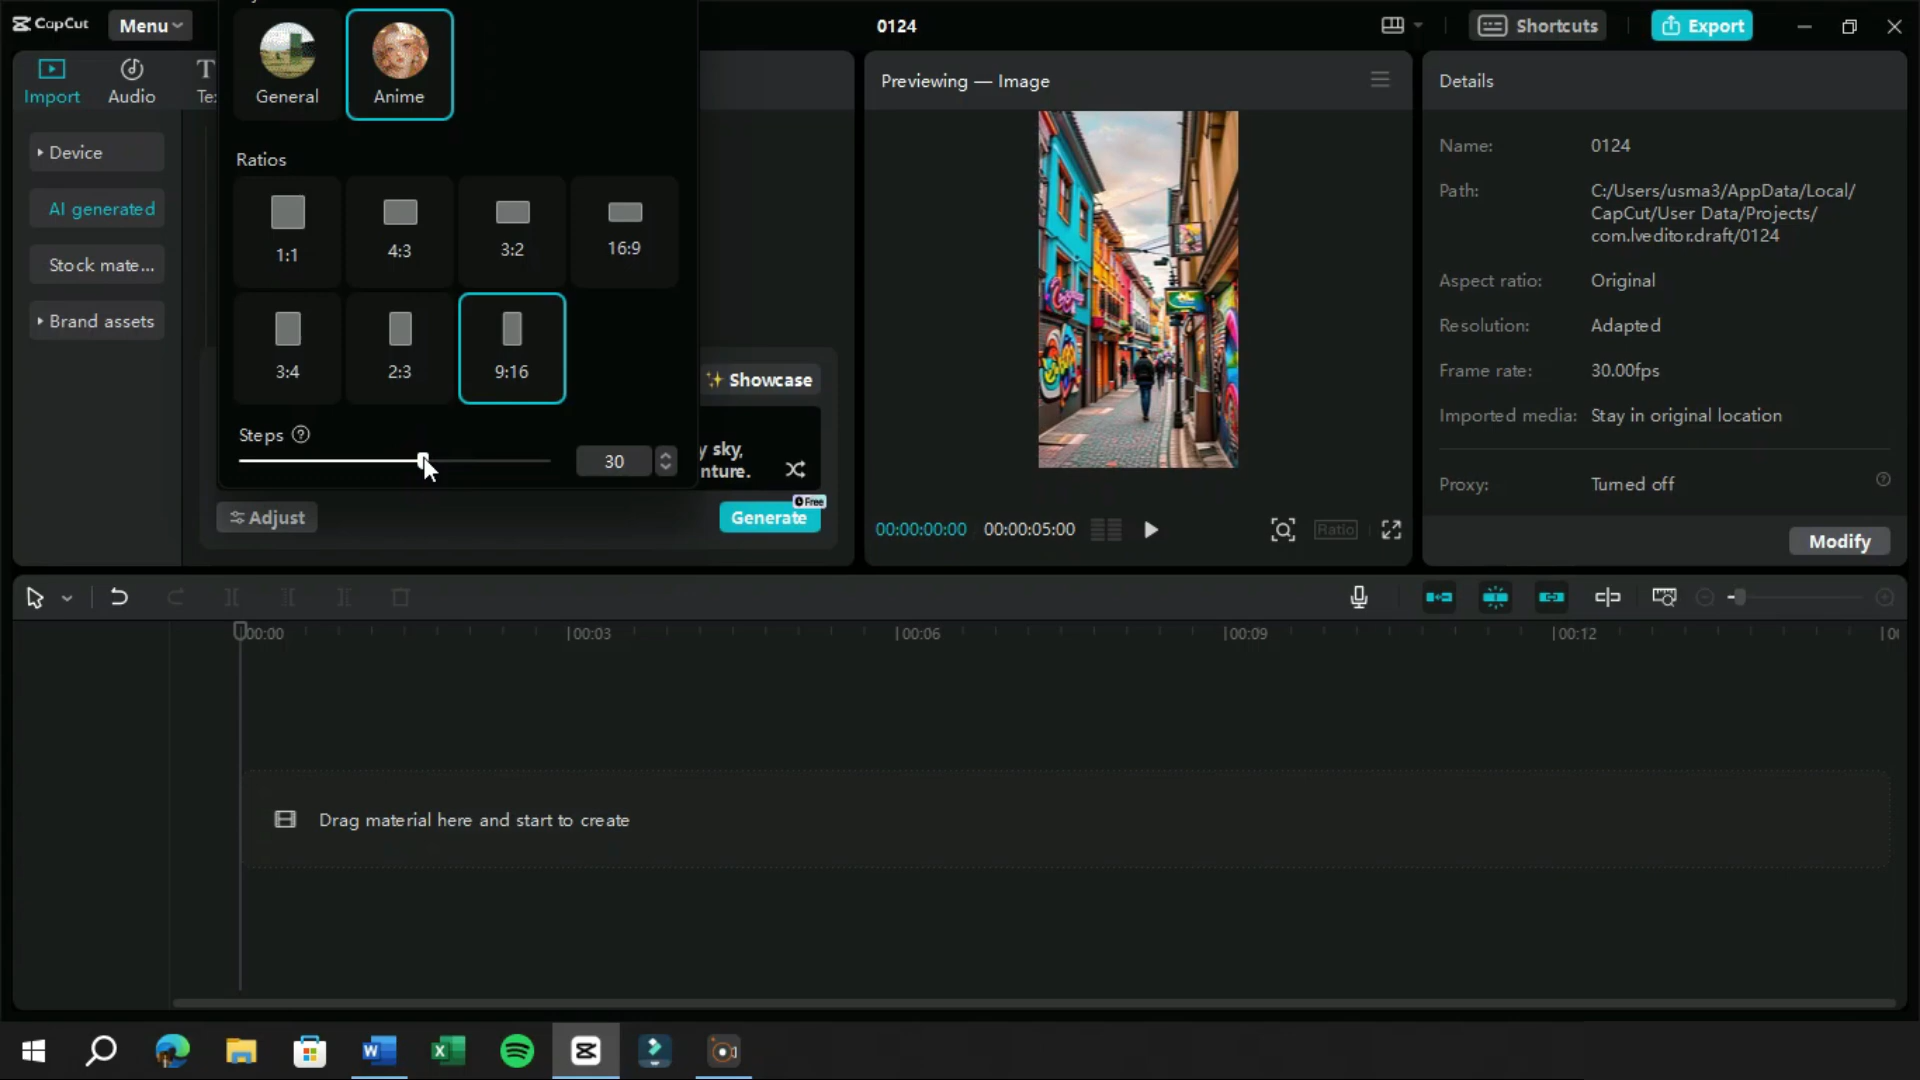 CapCut
Menu
0124
Shortcuts
Export
Import
Audio
General
Anime
Previewing — Image
Details
Device
AI generated
Stock mate...
Brand assets
Ratios
1:1
4:3
3:2
16:9
3:4
2:3
9:16
Showcase
Steps
30
y sky,
nture.
Free
Adjust
Generate
00:00:00:00
00:00:05:00
Ratio
Name: 0124
Path: C:/Users/usma3/AppData/Local/
CapCut/User Data/Projects/
com.lveditor.draft/0124
Aspect ratio: Original
Resolution: Adapted
Frame rate: 30.00fps
Imported media: Stay in original location
Proxy: Turned off
Modify
00:00
00:03
00:06
00:09
00:12
Drag material here and start to create